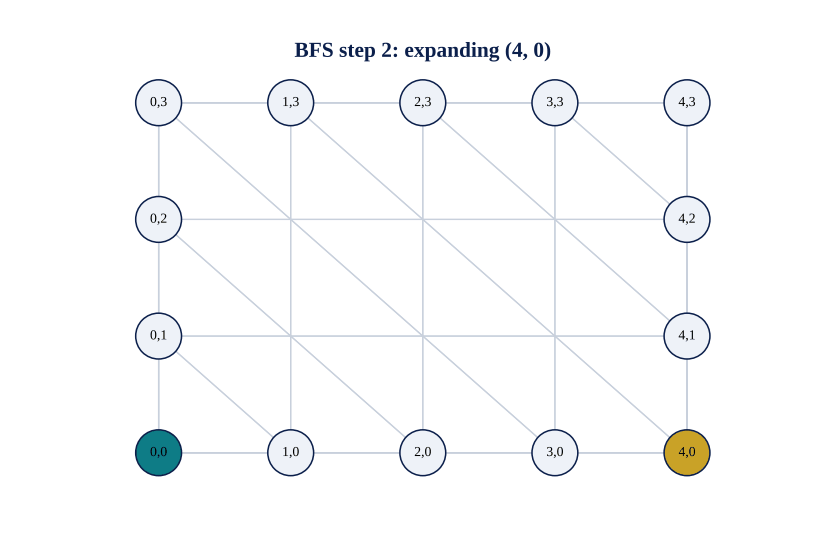 BFS step 2: expanding (4, 0)
0,3 1,3 2,3 3,3 4,3
0,2 4,2
0,1 4,1
0,0 1,0 2,0 3,0 4,0